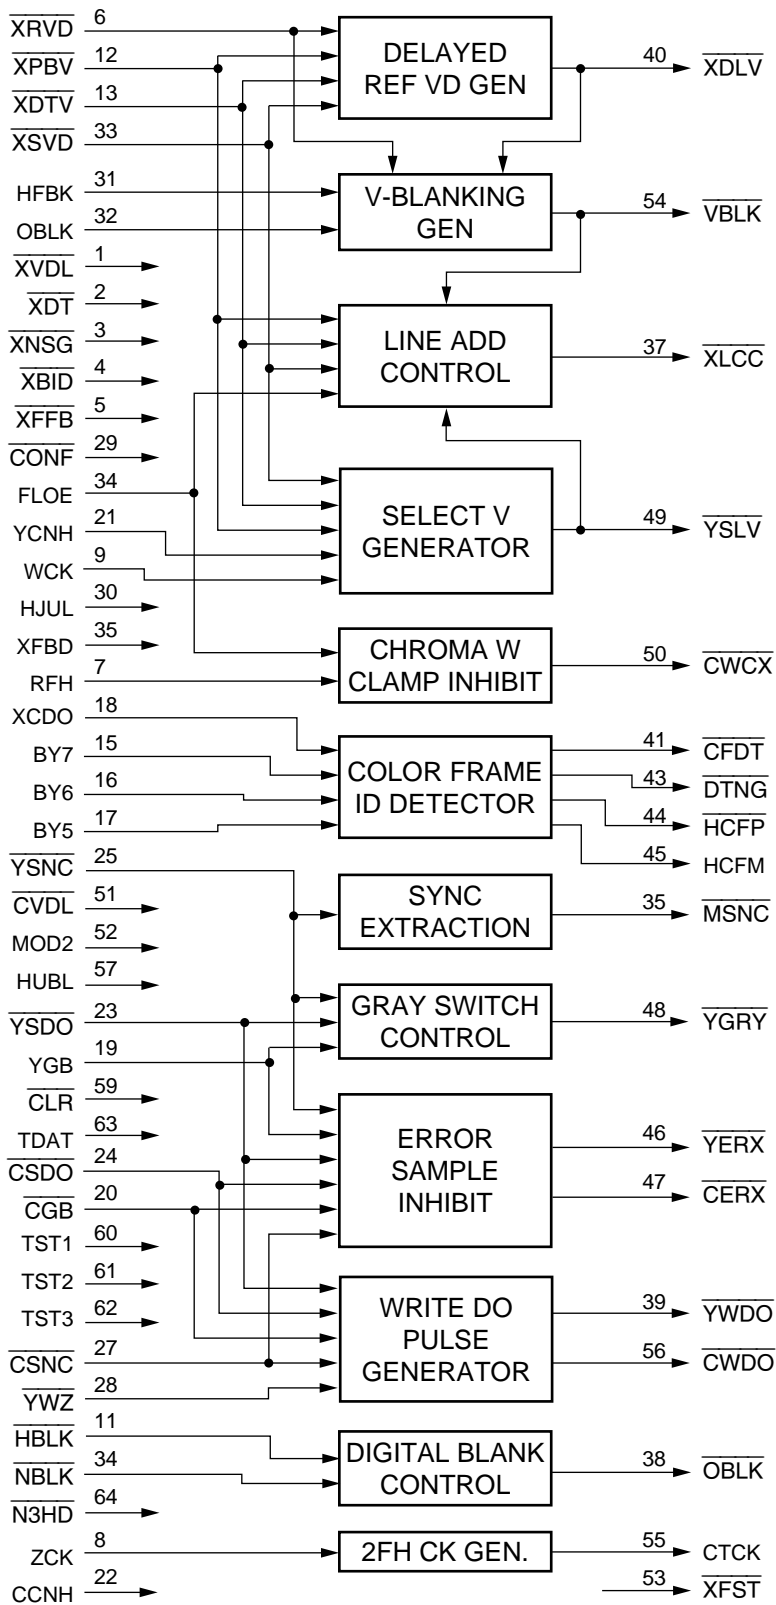 XRVD 6
XPBV 12
XDTV 13
XSVD 33
HFBK 31
OBLK 32
XVDL 1
XDT 2
XNSG 3
XBID 4
XFFB 5
CONF 29
FLOE 34
YCNH 21
WCK 9
HJUL 30
XFBD 35
RFH 7
XCDO 18
BY7 15
BY6 16
BY5 17
YSNC 25
CVDL 51
MOD2 52
HUBL 57
YSDO 23
YGB 19
CLR 59
TDAT 63
CSDO 24
CGB 20
TST1 60
TST2 61
TST3 62
CSNC 27
YWZ 28
HBLK 11
NBLK 34
N3HD 64
ZCK 8
CCNH 22
DELAYED
REF VD GEN
V-BLANKING
GEN
LINE ADD
CONTROL
SELECT V
GENERATOR
CHROMA W
CLAMP INHIBIT
COLOR FRAME
ID DETECTOR
SYNC
EXTRACTION
GRAY SWITCH
CONTROL
ERROR
SAMPLE
INHIBIT
WRITE DO
PULSE
GENERATOR
DIGITAL BLANK
CONTROL
2FH CK GEN.
40 XDLV
54 VBLK
37 XLCC
49 YSLV
50 CWCX
41 CFDT
43 DTNG
44 HCFP
45 HCFM
35 MSNC
48 YGRY
46 YERX
47 CERX
39 YWDO
56 CWDO
38 OBLK
55 CTCK
53 XFST